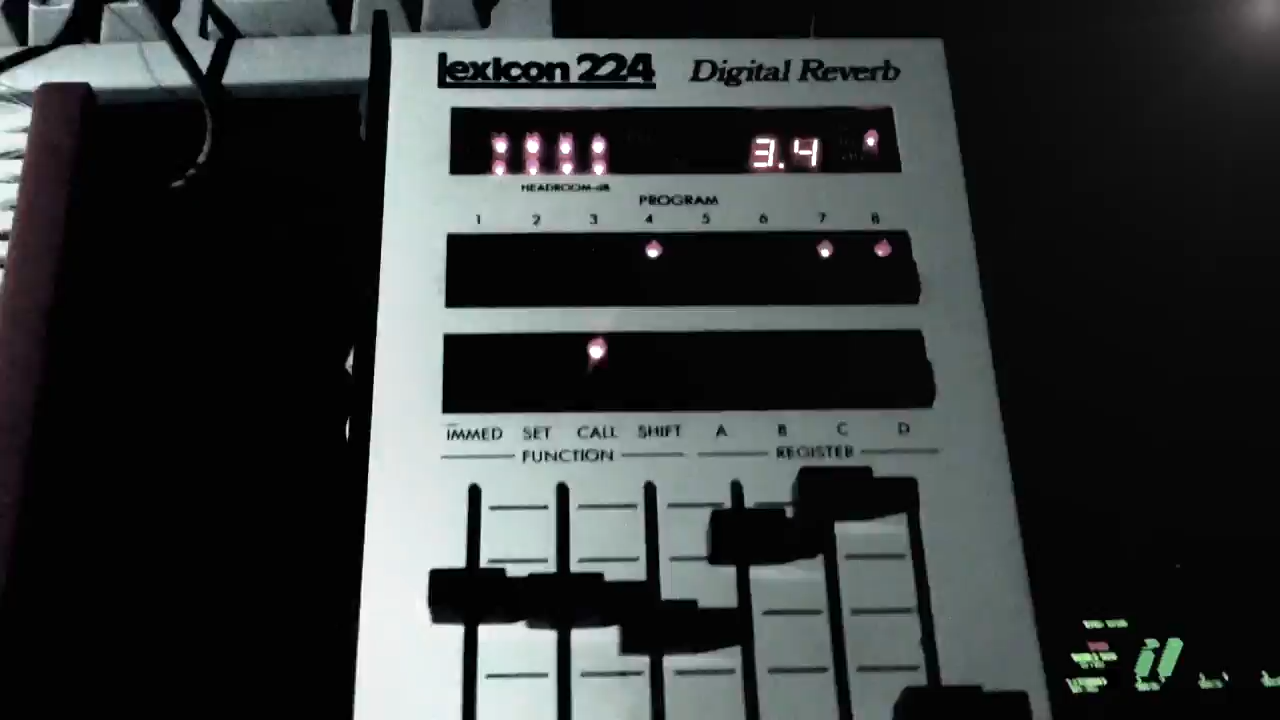 lexicon 224 Digital Reverb
3.4
HEADROOM-dB
PROGRAM
1 2 3 4 5 6 7 8
IMMED SET CALL SHIFT A B C D
FUNCTION REGISTER